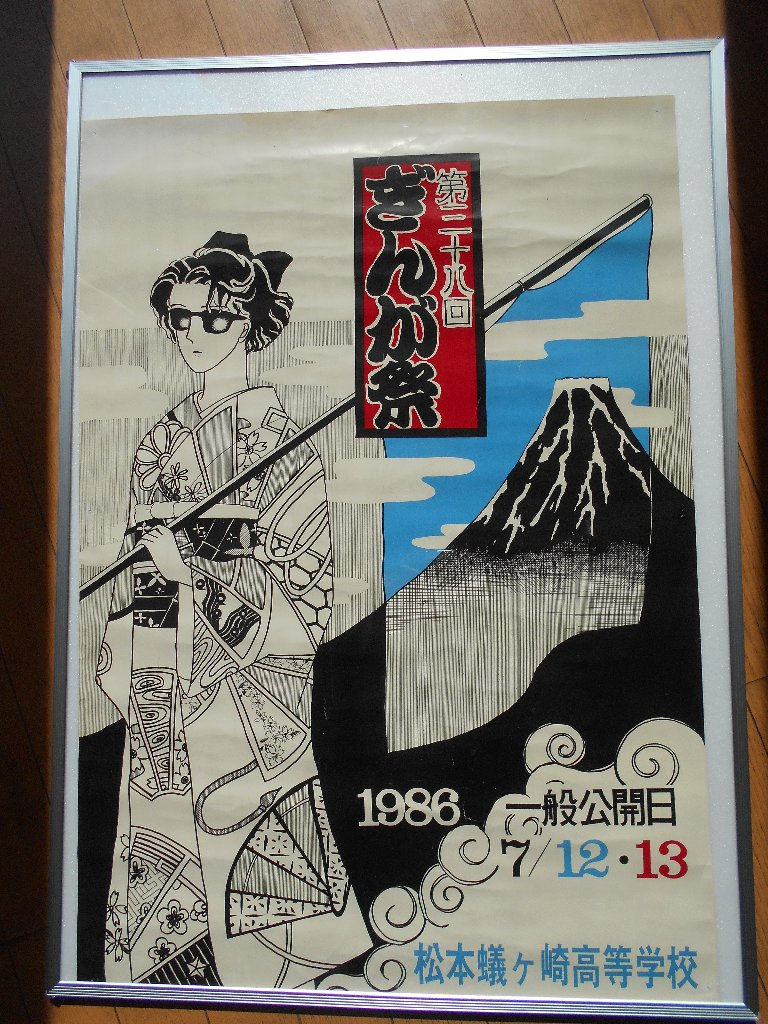 第三十八回
ぎんが祭
1986 一般公開日
7/12・13
松本蟻ヶ崎高等学校